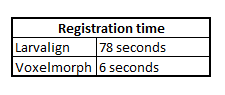 Registration time
Larvalign 78 seconds
Voxelmorph 6 seconds